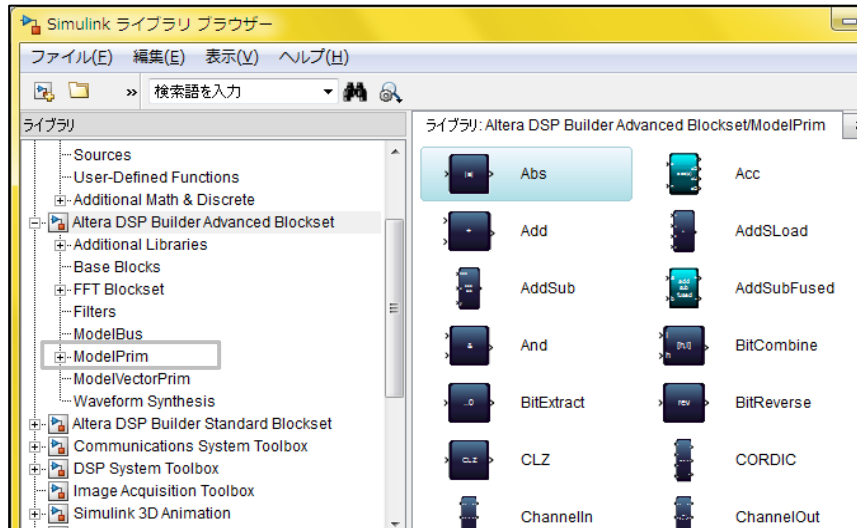 Simulink ライブラリ ブラウザー
ファイル(F) 編集(E) 表示(V) ヘルプ(H)
» 検索語を入力
ライブラリ
Sources
User-Defined Functions
Additional Math & Discrete
Altera DSP Builder Advanced Blockset
Additional Libraries
Base Blocks
FFT Blockset
Filters
ModelBus
ModelPrim
ModelVectorPrim
Waveform Synthesis
Altera DSP Builder Standard Blockset
Communications System Toolbox
DSP System Toolbox
Image Acquisition Toolbox
Simulink 3D Animation
ライブラリ: Altera DSP Builder Advanced Blockset/ModelPrim
Abs
Acc
Add
AddSLoad
AddSub
AddSubFused
And
BitCombine
BitExtract
BitReverse
CLZ
CORDIC
ChannelIn
ChannelOut